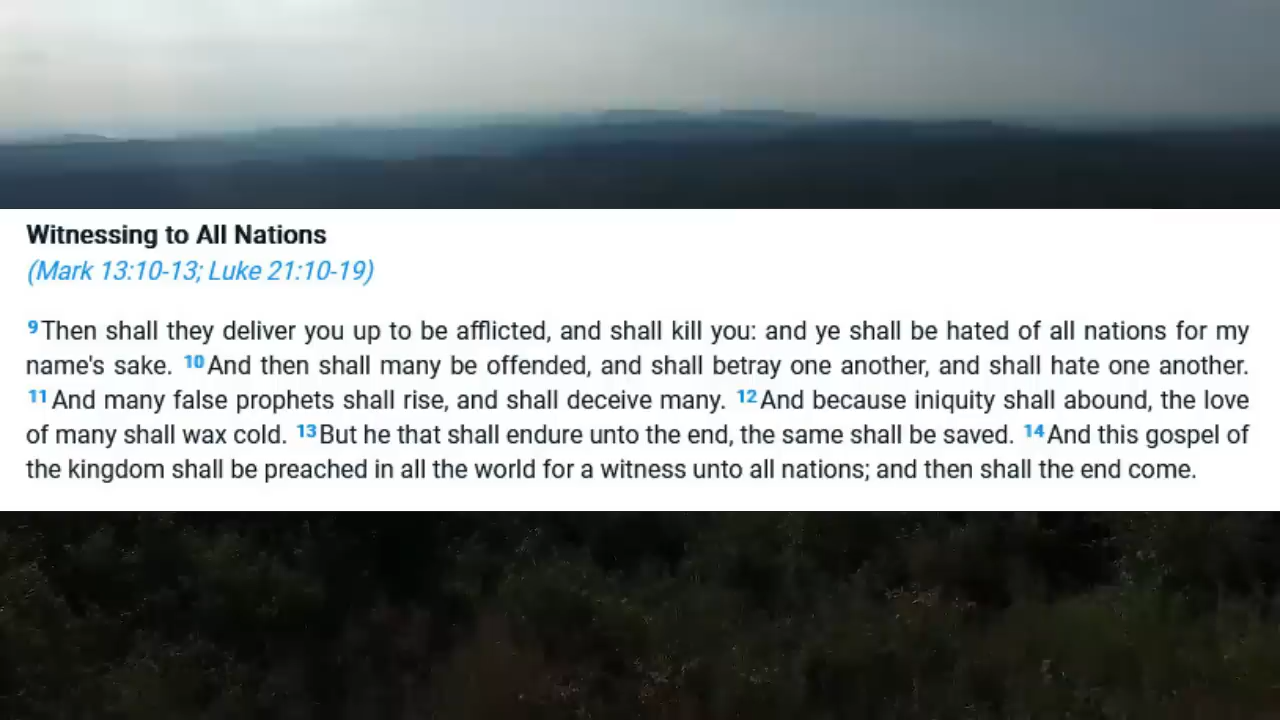 Witnessing to All Nations
(Mark 13:10-13; Luke 21:10-19)
9Then shall they deliver you up to be afflicted, and shall kill you: and ye shall be hated of all nations for my
name's sake. 10And then shall many be offended, and shall betray one another, and shall hate one another.
11And many false prophets shall rise, and shall deceive many. 12And because iniquity shall abound, the love
of many shall wax cold. 13But he that shall endure unto the end, the same shall be saved. 14And this gospel of
the kingdom shall be preached in all the world for a witness unto all nations; and then shall the end come.